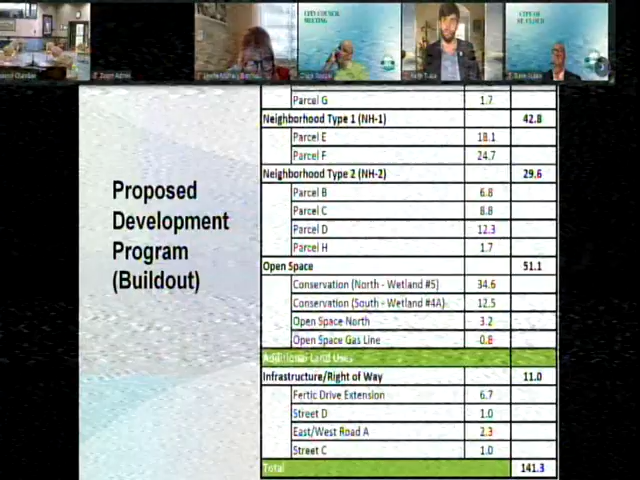 CITY COUNCIL
MEETING
CITY OF
ST. CLOUD
Proposed
Development
Program
(Buildout)
Parcel G 1.7
Neighborhood Type 1 (NH-1) 42.8
Parcel E 18.1
Parcel F 24.7
Neighborhood Type 2 (NH-2) 29.6
Parcel B 6.8
Parcel C 8.8
Parcel D 12.3
Parcel H 1.7
Open Space 51.1
Conservation (North - Wetland #5) 34.6
Conservation (South - Wetland #4A) 12.5
Open Space North 3.2
Open Space Gas Line 0.8
Additional Land Uses
Infrastructure/Right of Way 11.0
Fertic Drive Extension 6.7
Street D 1.0
East/West Road A 2.3
Street C 1.0
Total 141.3